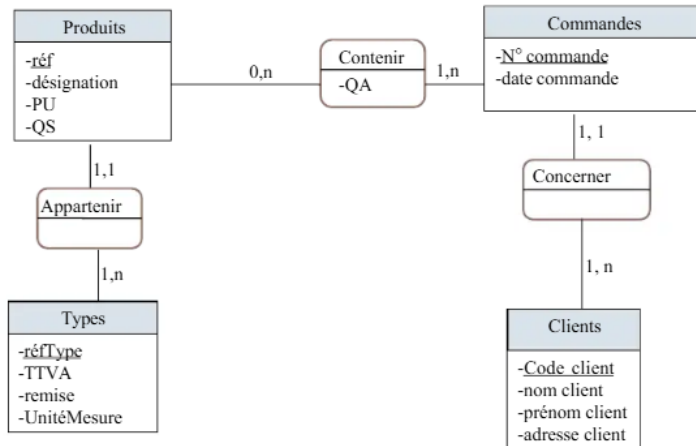 Produits
-réf
-désignation
-PU
-QS
0,n
Contenir
-QA
1,n
Commandes
-N° commande
-date commande
1,1
Appartenir
1,n
Types
-réfType
-TTVA
-remise
-UnitéMesure
1, 1
Concerner
1, n
Clients
-Code client
-nom client
-prénom client
-adresse client